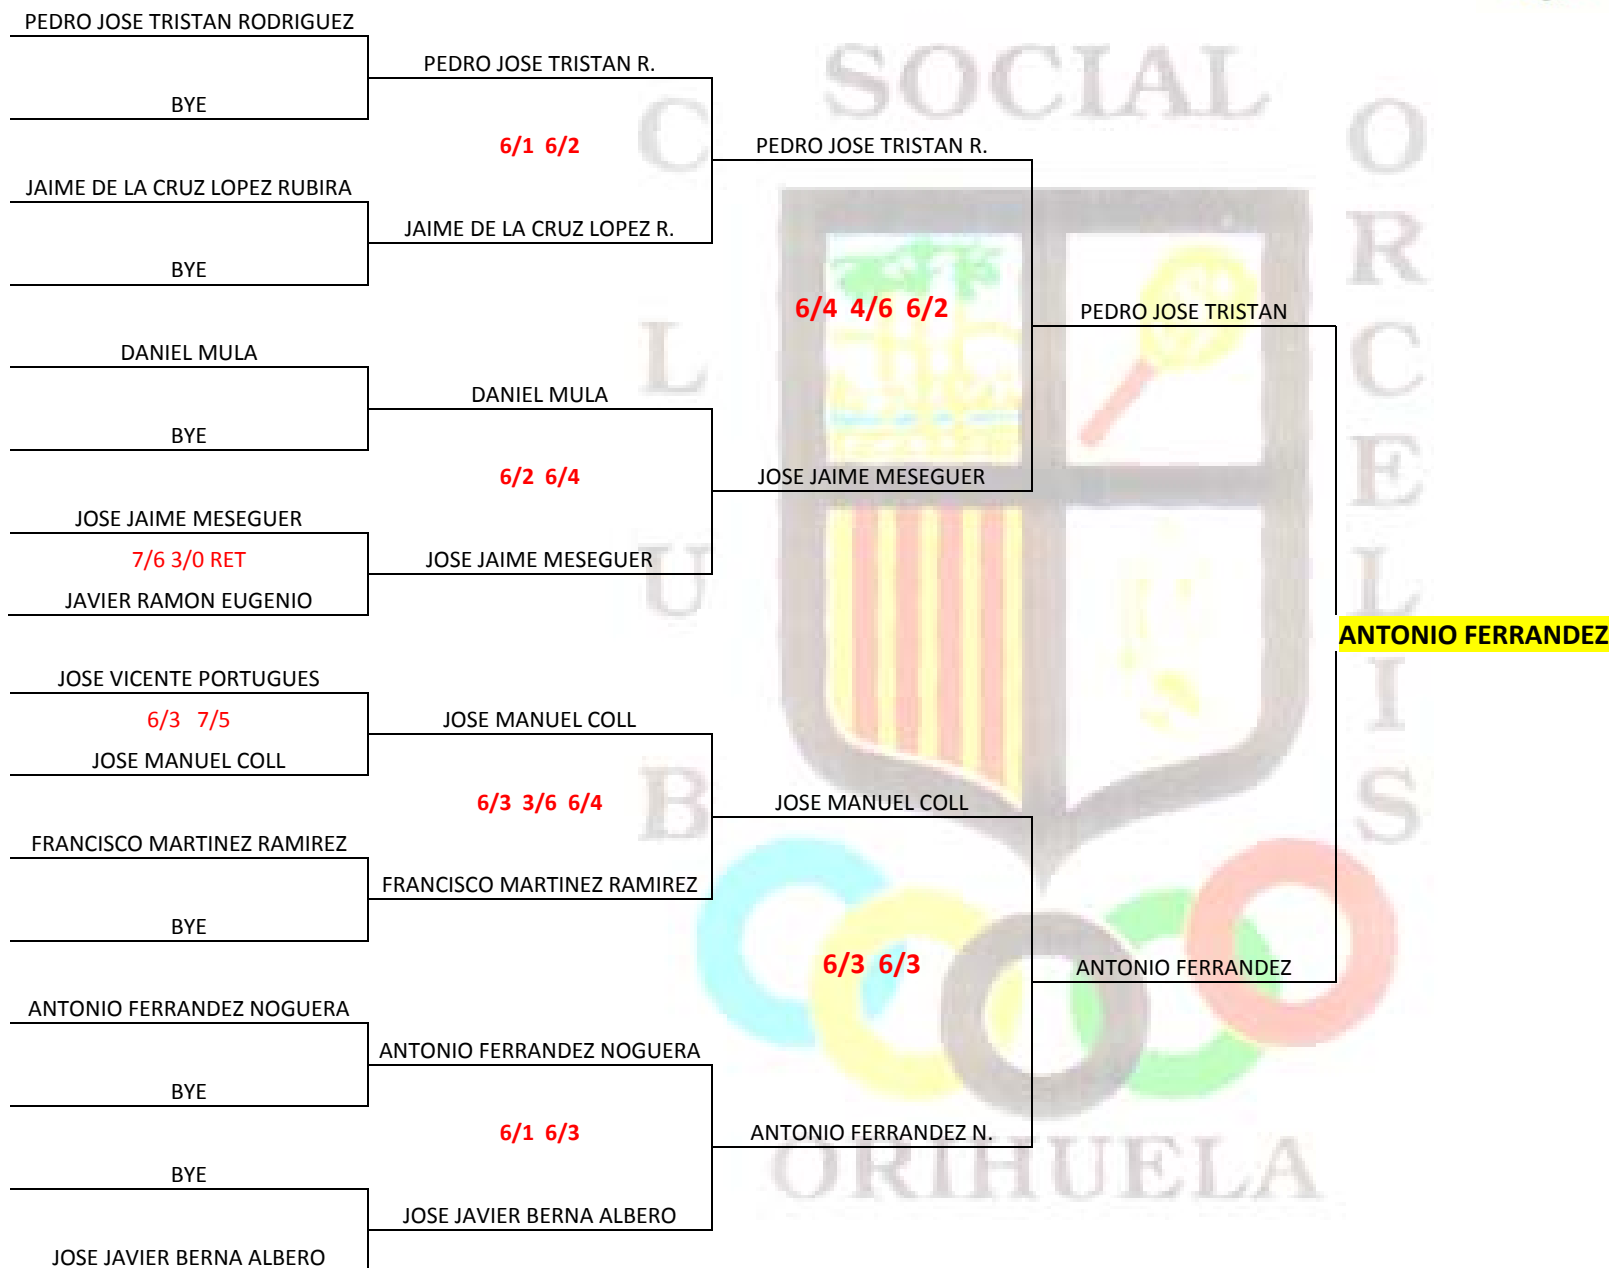 PEDRO JOSE TRISTAN RODRIGUEZ
PEDRO JOSE TRISTAN R.
BYE
6/1 6/2
PEDRO JOSE TRISTAN R.
JAIME DE LA CRUZ LOPEZ RUBIRA
JAIME DE LA CRUZ LOPEZ R.
BYE
6/4 4/6 6/2
PEDRO JOSE TRISTAN
DANIEL MULA
DANIEL MULA
BYE
6/2 6/4
JOSE JAIME MESEGUER
JOSE JAIME MESEGUER
7/6 3/0 RET
JOSE JAIME MESEGUER
JAVIER RAMON EUGENIO
ANTONIO FERRANDEZ
JOSE VICENTE PORTUGUES
6/3 7/5
JOSE MANUEL COLL
JOSE MANUEL COLL
6/3 3/6 6/4
JOSE MANUEL COLL
FRANCISCO MARTINEZ RAMIREZ
FRANCISCO MARTINEZ RAMIREZ
BYE
6/3 6/3
ANTONIO FERRANDEZ
ANTONIO FERRANDEZ NOGUERA
ANTONIO FERRANDEZ NOGUERA
BYE
6/1 6/3
ANTONIO FERRANDEZ N.
BYE
JOSE JAVIER BERNA ALBERO
JOSE JAVIER BERNA ALBERO
CLUB
SOCIAL
ORCELIS
ORIHUELA